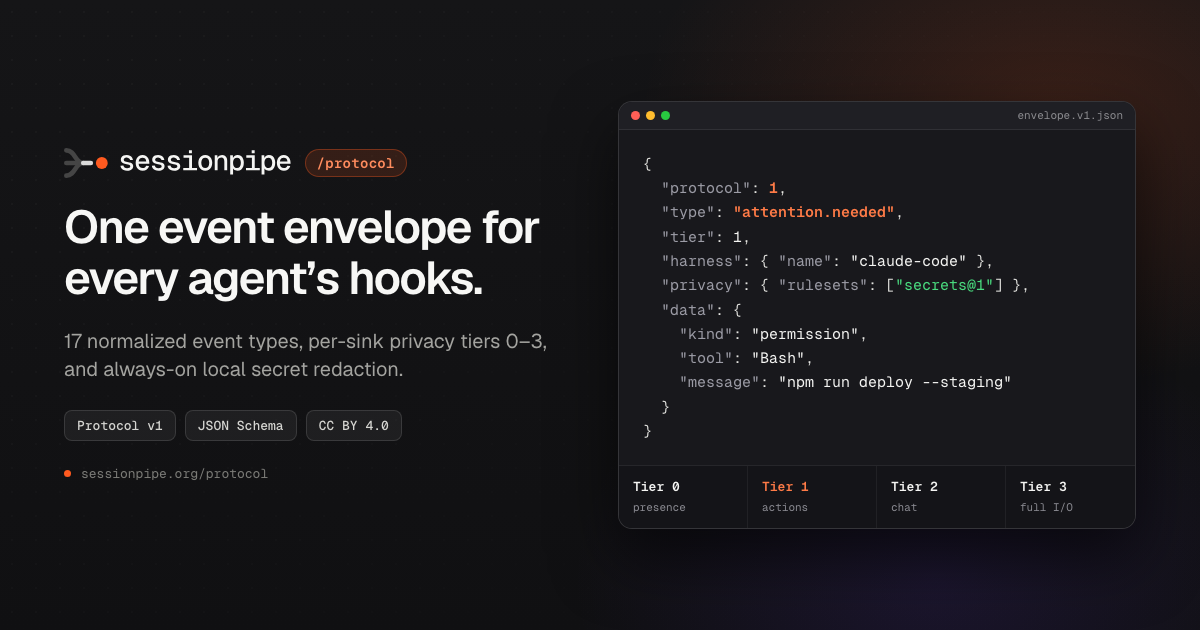 sessionpipe /protocol
One event envelope for
every agent’s hooks.
17 normalized event types, per-sink privacy tiers 0–3,
and always-on local secret redaction.
Protocol v1 JSON Schema CC BY 4.0
sessionpipe.org/protocol
envelope.v1.json
{
"protocol": 1,
"type": "attention.needed",
"tier": 1,
"harness": { "name": "claude-code" },
"privacy": { "rulesets": ["secrets@1"] },
"data": {
"kind": "permission",
"tool": "Bash",
"message": "npm run deploy --staging"
}
}
Tier 0 Tier 1 Tier 2 Tier 3
presence actions chat full I/O